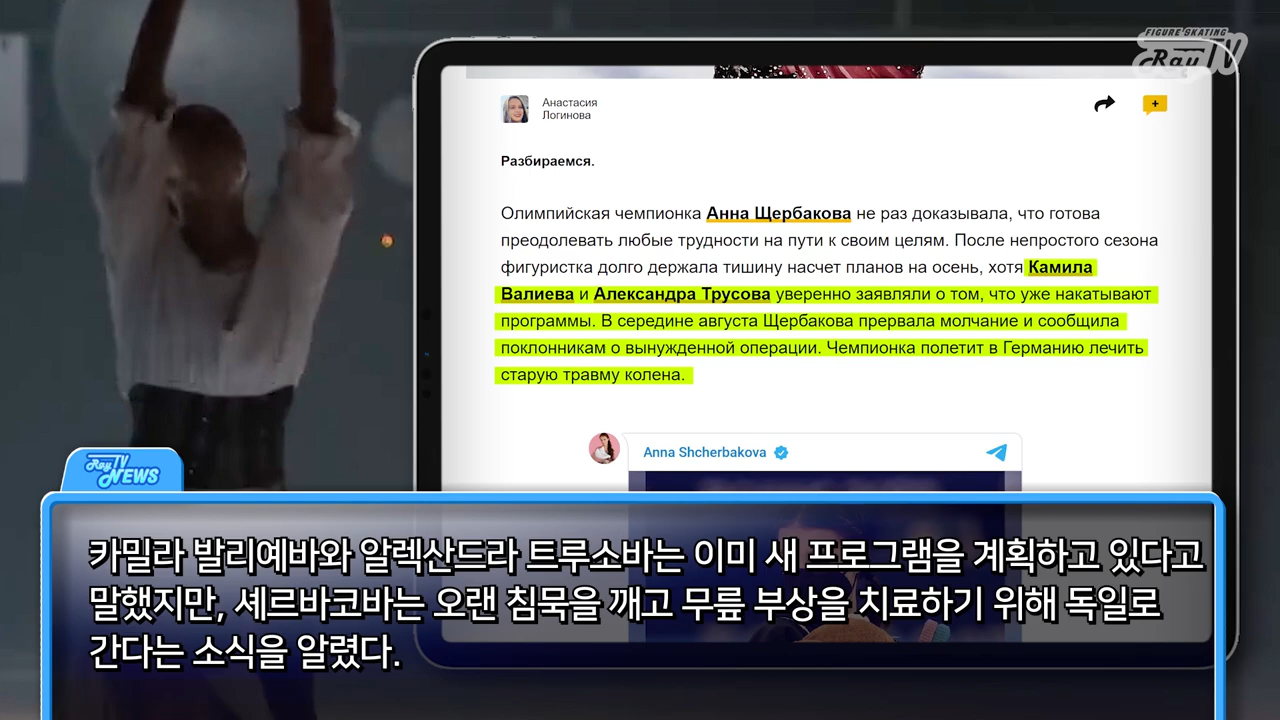 FIGURE SKATING
Ray TV
Анастасия
Логинова
Разбираемся.
Олимпийская чемпионка Анна Щербакова не раз доказывала, что готова
преодолевать любые трудности на пути к своим целям. После непростого сезона
фигуристка долго держала тишину насчет планов на осень, хотя Камила
Валиева и Александра Трусова уверенно заявляли о том, что уже накатывают
программы. В середине августа Щербакова прервала молчание и сообщила
поклонникам о вынужденной операции. Чемпионка полетит в Германию лечить
старую травму колена.
Anna Shcherbakova
Ray TV NEWS
카밀라 발리예바와 알렉산드라 트루소바는 이미 새 프로그램을 계획하고 있다고
말했지만, 셰르바코바는 오랜 침묵을 깨고 무릎 부상을 치료하기 위해 독일로
간다는 소식을 알렸다.